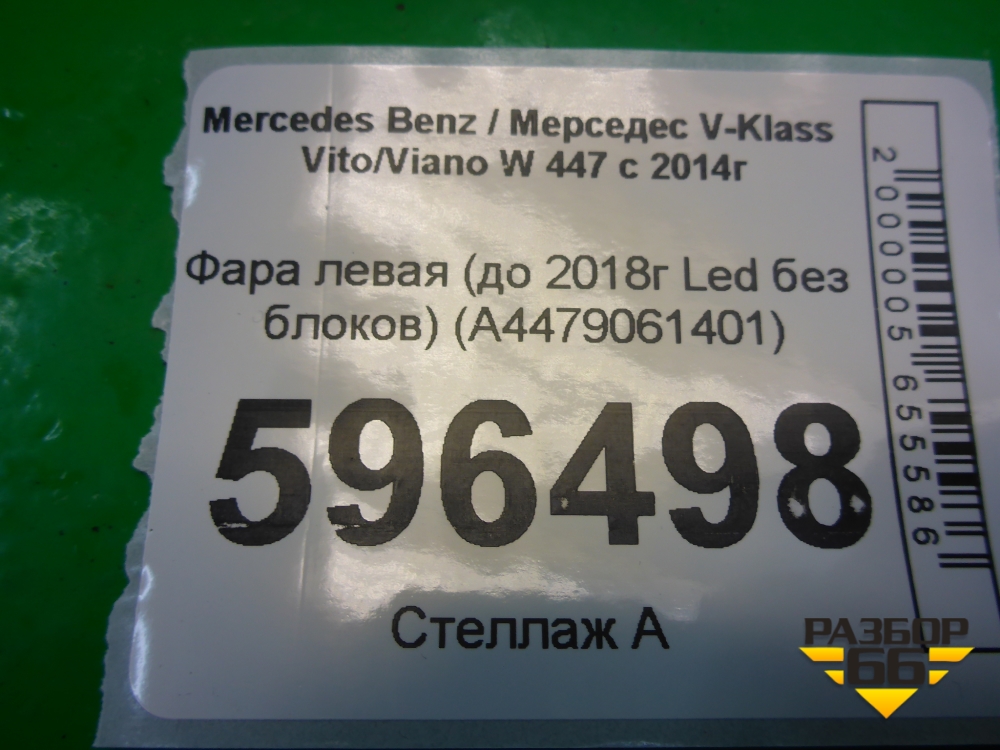 Mercedes Benz / Мерседес V-Klass
Vito/Viano W 447 с 2014г
Фара левая (до 2018г Led без
блоков) (A4479061401)
596498
Стеллаж А
2000005655586
РАЗБОР
66